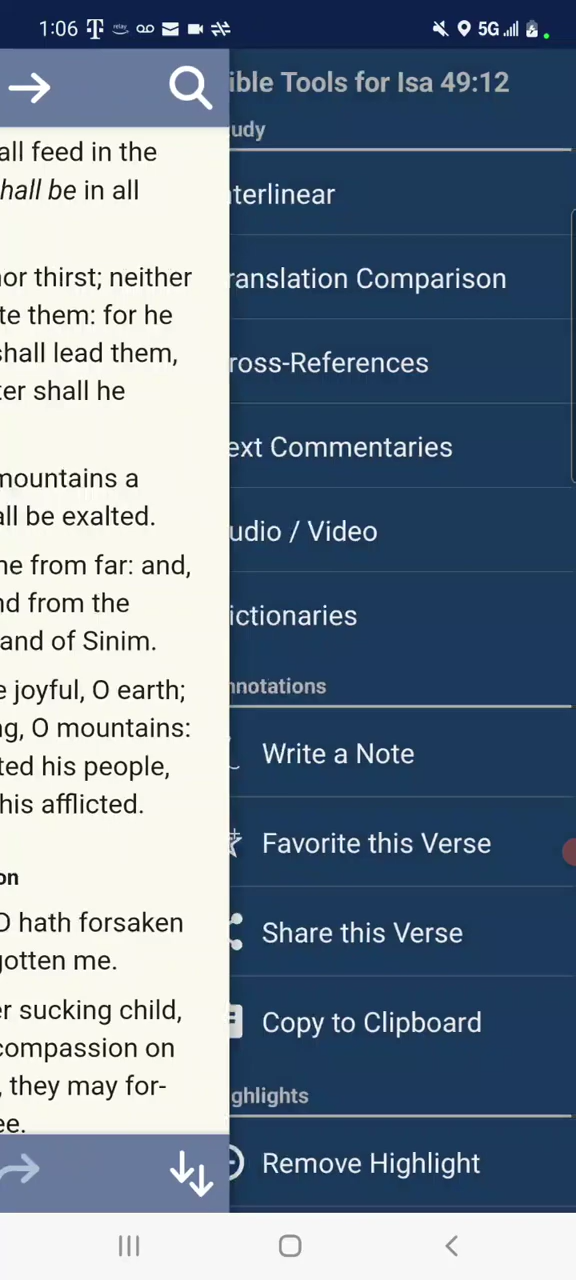 1:06
5G
ible Tools for Isa 49:12
udy
nterlinear
ranslation Comparison
ross-References
ext Commentaries
udio / Video
ictionaries
nnotations
Write a Note
Favorite this Verse
Share this Verse
Copy to Clipboard
ghlights
Remove Highlight
all feed in the
hall be in all
or thirst; neither
te them: for he
shall lead them,
ter shall he
mountains a
all be exalted.
ne from far: and,
nd from the
and of Sinim.
e joyful, O earth;
ng, O mountains:
ted his people,
his afflicted.
on
D hath forsaken
gotten me.
er sucking child,
compassion on
, they may for-
ee.